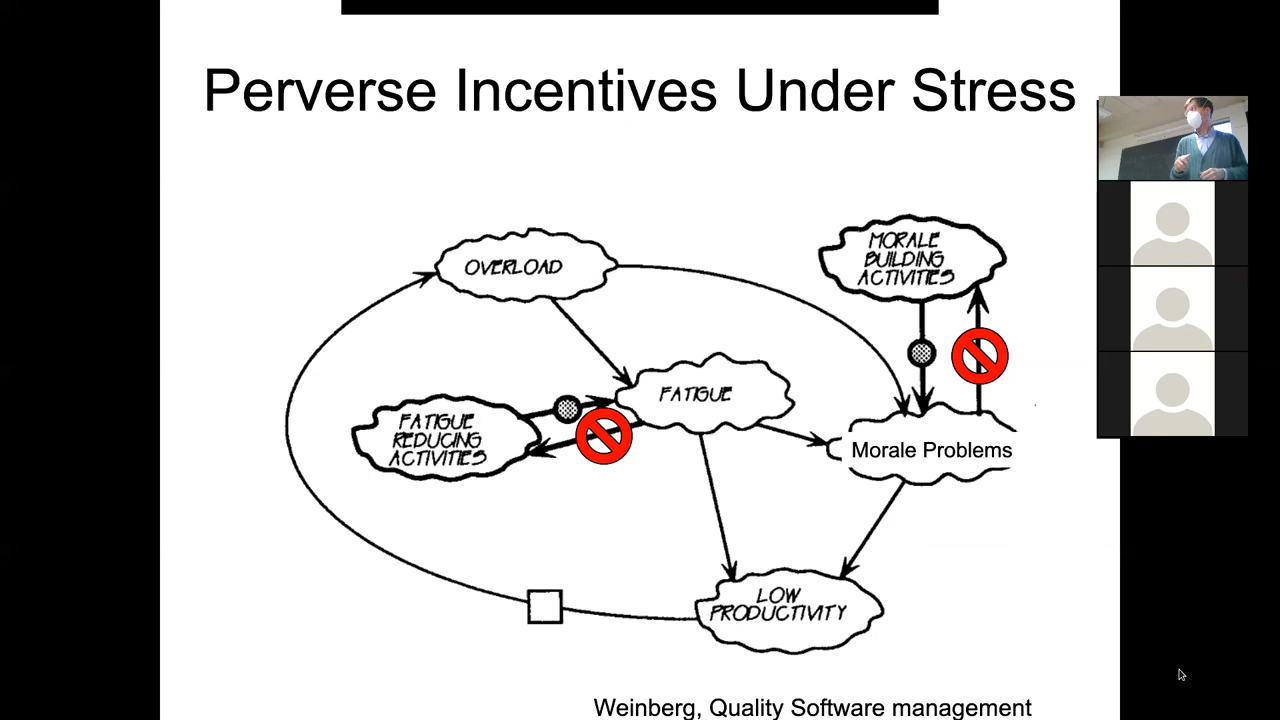 Perverse Incentives Under Stress
OVERLOAD
MORALE
BUILDING
ACTIVITIES
FATIGUE
FATIGUE
REDUCING
ACTIVITIES
Morale Problems
LOW
PRODUCTIVITY
Weinberg, Quality Software management